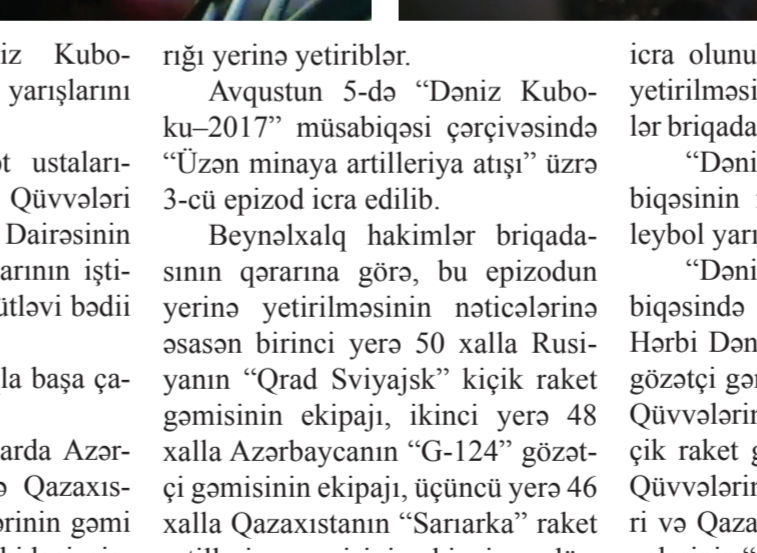 iz Kubo-
yarışlarını
ustaları-
Qüvvələri
Dairəsinin
arının işti-
ütləvi bədii
la başa ça-
arda Azər-
Qazaxıs-
ərinin gəmi
rığı yerinə yetiriblər.
Avqustun 5-də “Dəniz Kubo-
ku–2017” müsabiqəsi çərçivəsində
“Üzən minaya artilleriya atışı” üzrə
3-cü epizod icra edilib.
Beynəlxalq hakimlər briqada-
sının qərarına görə, bu epizodun
yerinə yetirilməsinin nəticələrinə
əsasən birinci yerə 50 xalla Rusi-
yanın “Qrad Sviyajsk” kiçik raket
gəmisinin ekipajı, ikinci yerə 48
xalla Azərbaycanın “G-124” gözət-
çi gəmisinin ekipajı, üçüncü yerə 46
xalla Qazaxıstanın “Sarıarka” raket
icra olunu
yetirilməsi
lər briqada
“Dəni
biqəsinin
leybol yarı
“Dəni
biqəsində
Hərbi Dən
gözətçi gə
Qüvvələrin
çik raket
Qüvvələrin
ri və Qaza